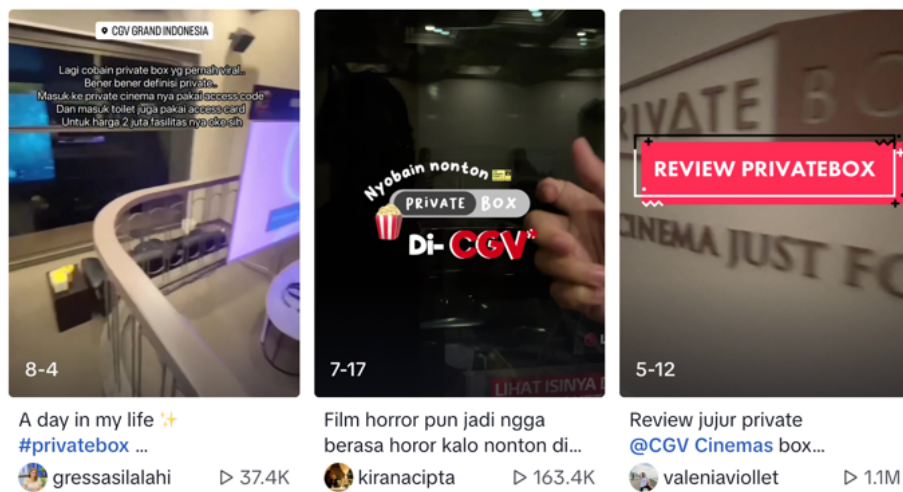 CGV GRAND INDONESIA
Lagi cobain private box yg pernah viral..
Bener bener definisi private..
Masuk ke private cinema nya pakai access code
Dan masuk toilet juga pakai access card
Untuk harga 2 juta fasilitas nya oke sih
8-4
A day in my life ✨
#privatebox ...
gressasilalahi
37.4K
Nyobain nonton
PRIVATE BOX
Di- CGV
LIHAT ISINYA
7-17
Film horror pun jadi ngga
berasa horor kalo nonton di...
kiranacipta
163.4K
PRIVATE BO
REVIEW PRIVATEBOX
CINEMA JUST FO
5-12
Review jujur private
@CGV Cinemas box...
valeniaviollet
1.1M